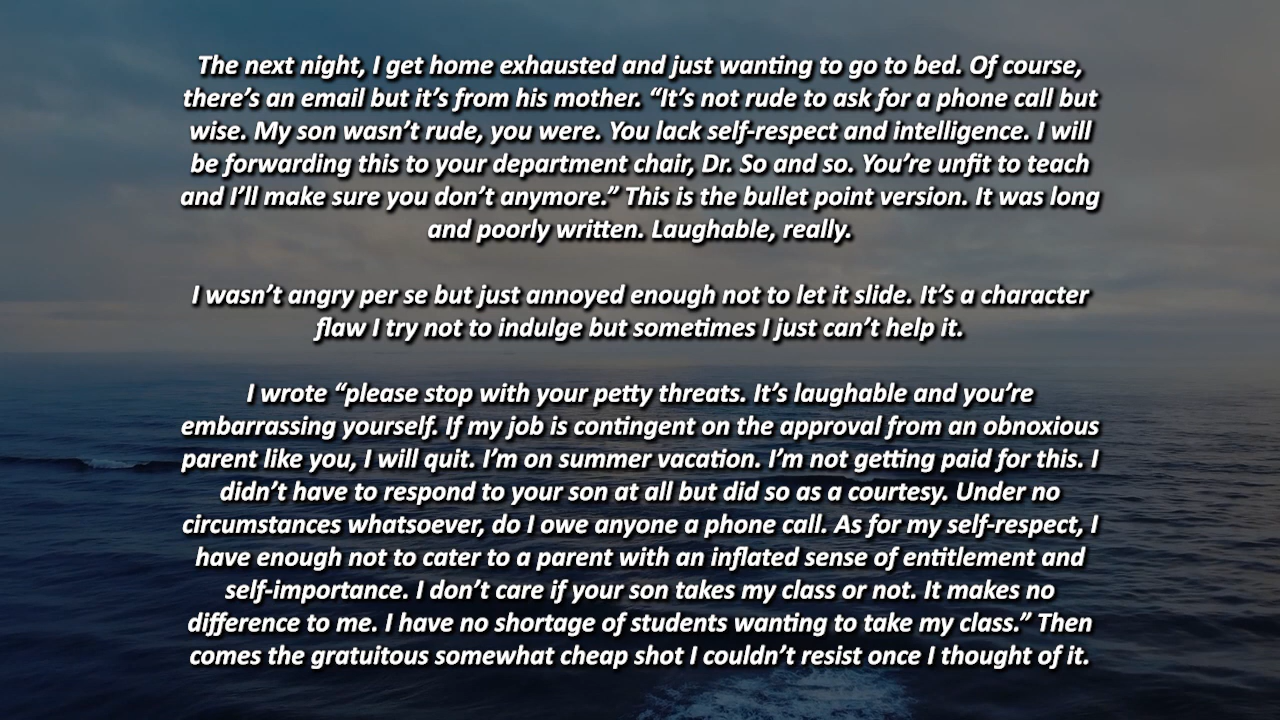 The next night, I get home exhausted and just wanting to go to bed. Of course,
there’s an email but it’s from his mother. “It’s not rude to ask for a phone call but
wise. My son wasn’t rude, you were. You lack self-respect and intelligence. I will
be forwarding this to your department chair, Dr. So and so. You’re unfit to teach
and I’ll make sure you don’t anymore.” This is the bullet point version. It was long
and poorly written. Laughable, really.
I wasn’t angry per se but just annoyed enough not to let it slide. It’s a character
flaw I try not to indulge but sometimes I just can’t help it.
I wrote “please stop with your petty threats. It’s laughable and you’re
embarrassing yourself. If my job is contingent on the approval from an obnoxious
parent like you, I will quit. I’m on summer vacation. I’m not getting paid for this. I
didn’t have to respond to your son at all but did so as a courtesy. Under no
circumstances whatsoever, do I owe anyone a phone call. As for my self-respect, I
have enough not to cater to a parent with an inflated sense of entitlement and
self-importance. I don’t care if your son takes my class or not. It makes no
difference to me. I have no shortage of students wanting to take my class.” Then
comes the gratuitous somewhat cheap shot I couldn’t resist once I thought of it.